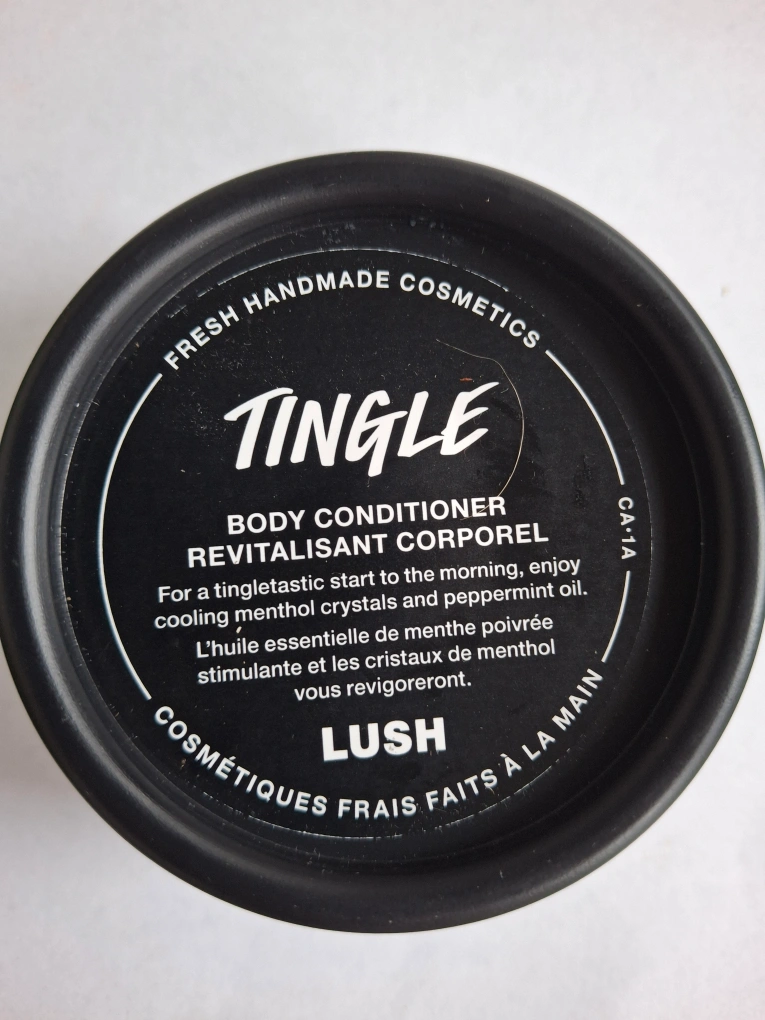 FRESH HANDMADE COSMETICS
TINGLE
BODY CONDITIONER
REVITALISANT CORPOREL
CA·1A
For a tingletastic start to the morning, enjoy
cooling menthol crystals and peppermint oil.
L'huile essentielle de menthe poivrée
stimulante et les cristaux de menthol
vous revigoreront.
LUSH
COSMÉTIQUES FRAIS FAITS À LA MAIN